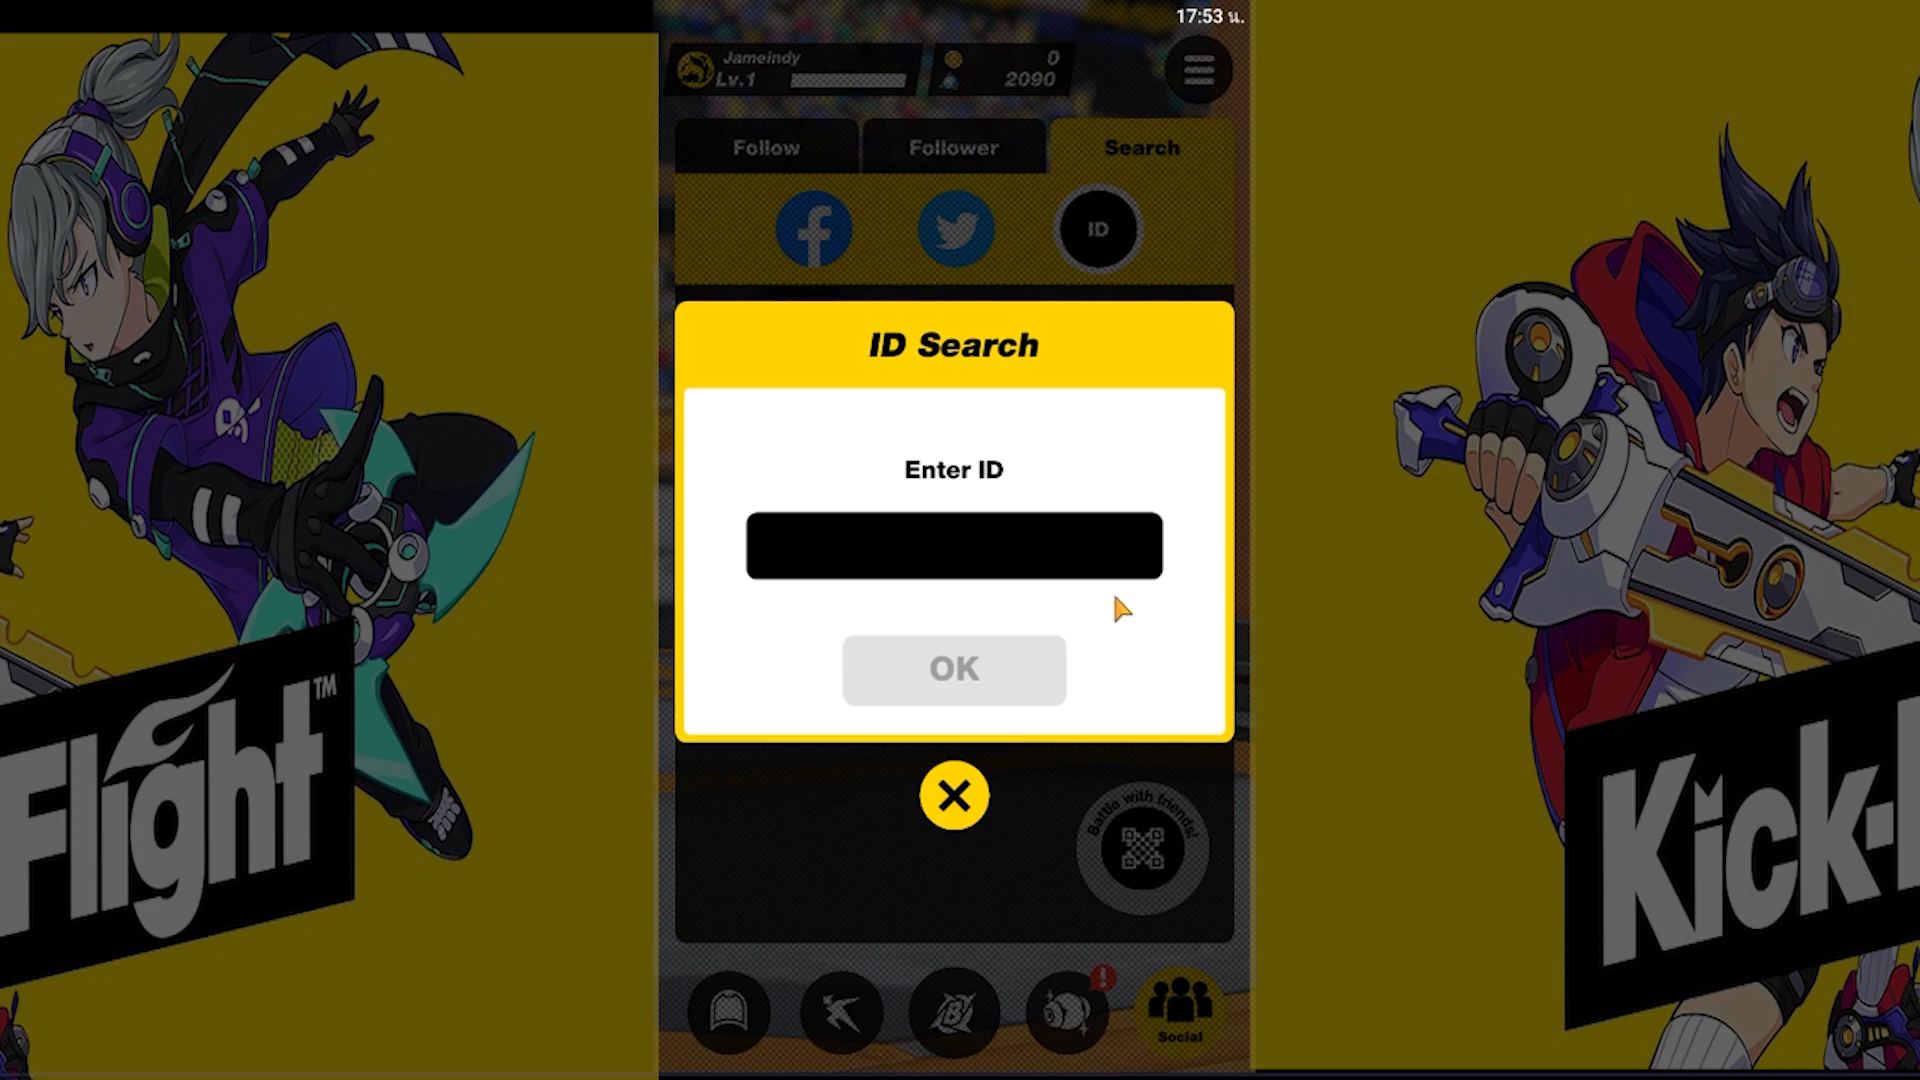 17:53 น.
Jameindy
Lv.1
0
2090
Follow
Follower
Search
ID
ID Search
Enter ID
OK
Battle with friends!
Social
Flight™
Kick-F